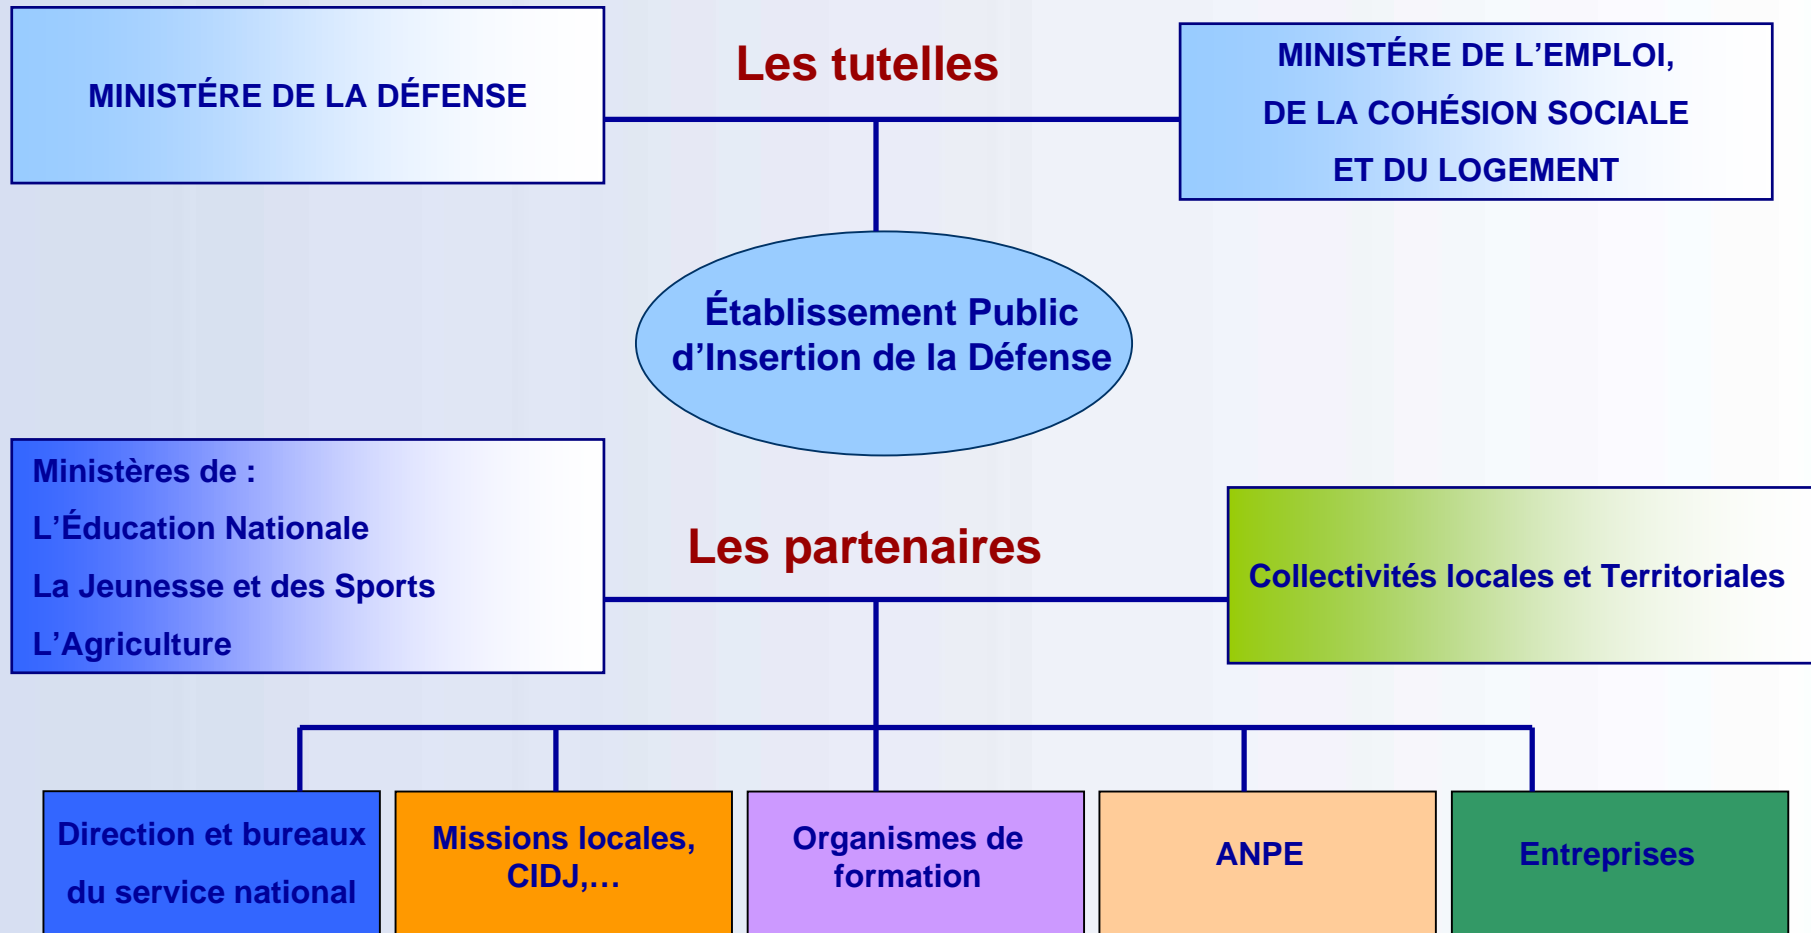 Les tutelles
MINISTÉRE DE LA DÉFENSE
MINISTÉRE DE L’EMPLOI,
DE LA COHÉSION SOCIALE
ET DU LOGEMENT
Établissement Public
d’Insertion de la Défense
Ministères de :
L’Éducation Nationale
La Jeunesse et des Sports
L’Agriculture
Les partenaires
Collectivités locales et Territoriales
Direction et bureaux
du service national
Missions locales,
CIDJ,…
Organismes de
formation
ANPE
Entreprises